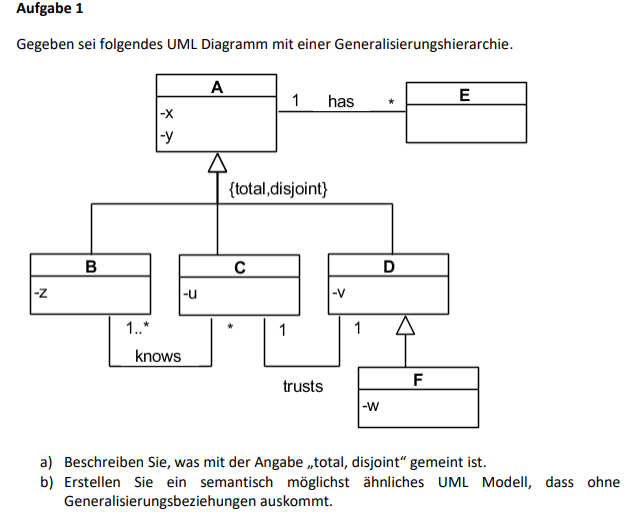 Aufgabe 1
Gegeben sei folgendes UML Diagramm mit einer Generalisierungshierarchie.
A
1 has *
E
-x
-y
{total,disjoint}
B
C
D
-z
-u
-v
1..*
*
1
1
knows
trusts
F
-w
a) Beschreiben Sie, was mit der Angabe „total, disjoint“ gemeint ist.
b) Erstellen Sie ein semantisch möglichst ähnliches UML Modell, dass ohne
Generalisierungsbeziehungen auskommt.